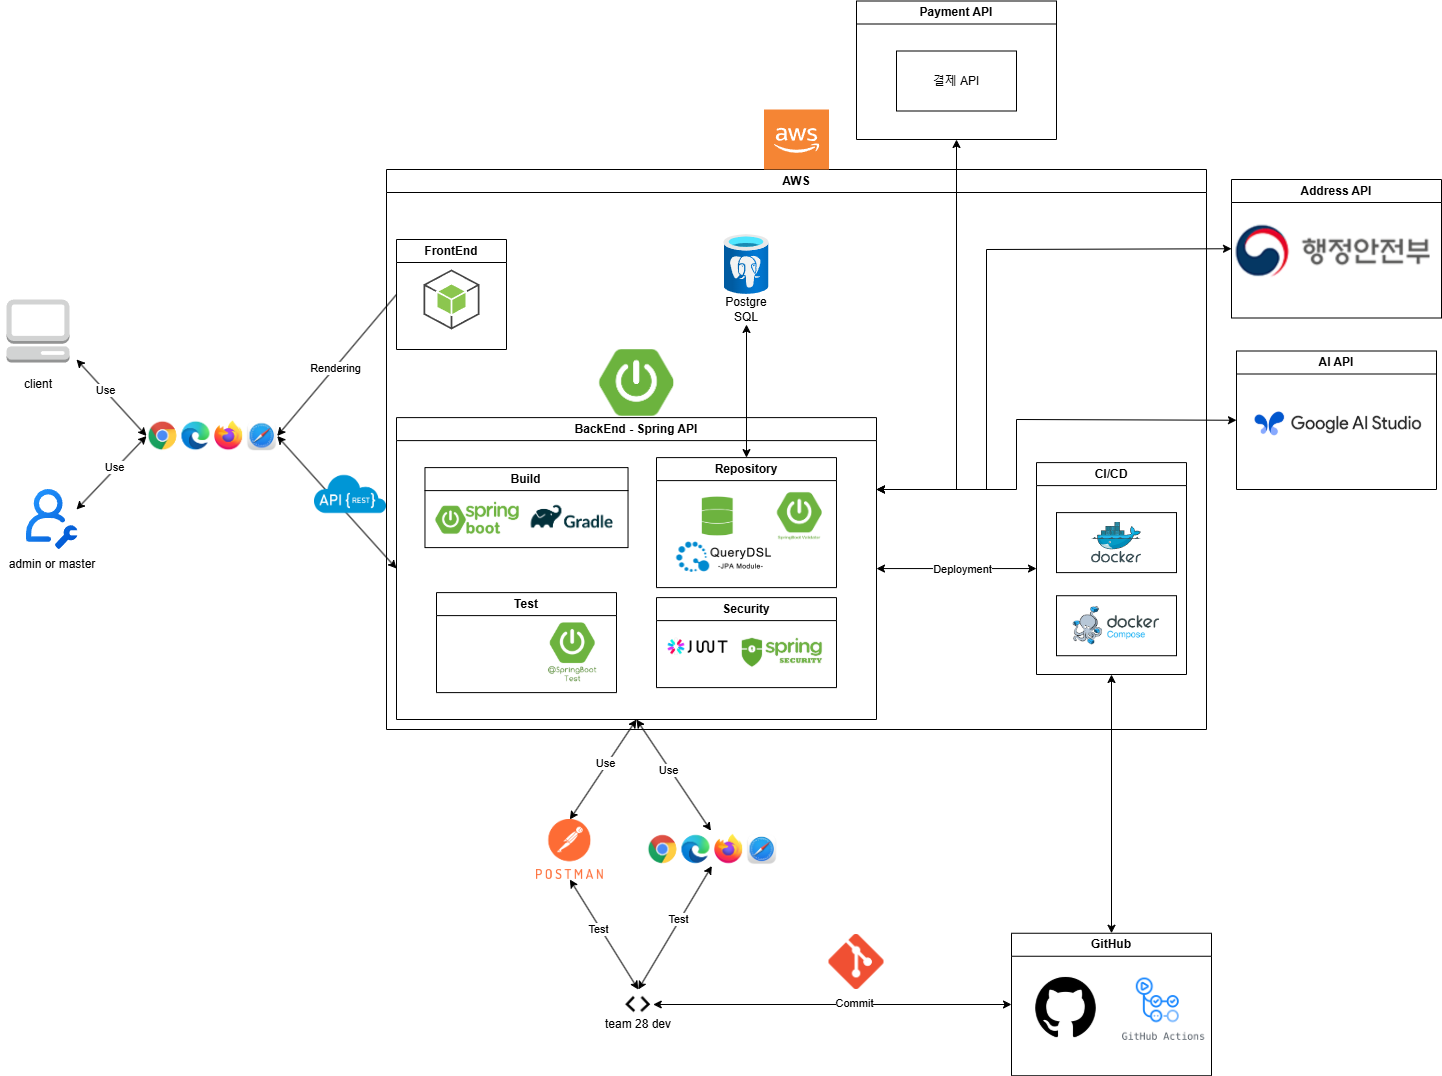 Payment API
결제 API
aws
AWS
Address API
행정안전부
FrontEnd
Postgre
SQL
Rendering
client
Use
AI API
Google AI Studio
BackEnd - Spring API
Build
spring
boot
Gradle
Repository
SpringBoot Validator
QueryDSL
-JPA Module-
CI/CD
docker
docker
Compose
API {REST}
Use
admin or master
Deployment
Test
@SpringBoot
Test
Security
JWT
spring
SECURITY
Use
Use
POSTMAN
Test
Test
team 28 dev
Commit
GitHub
GitHub Actions